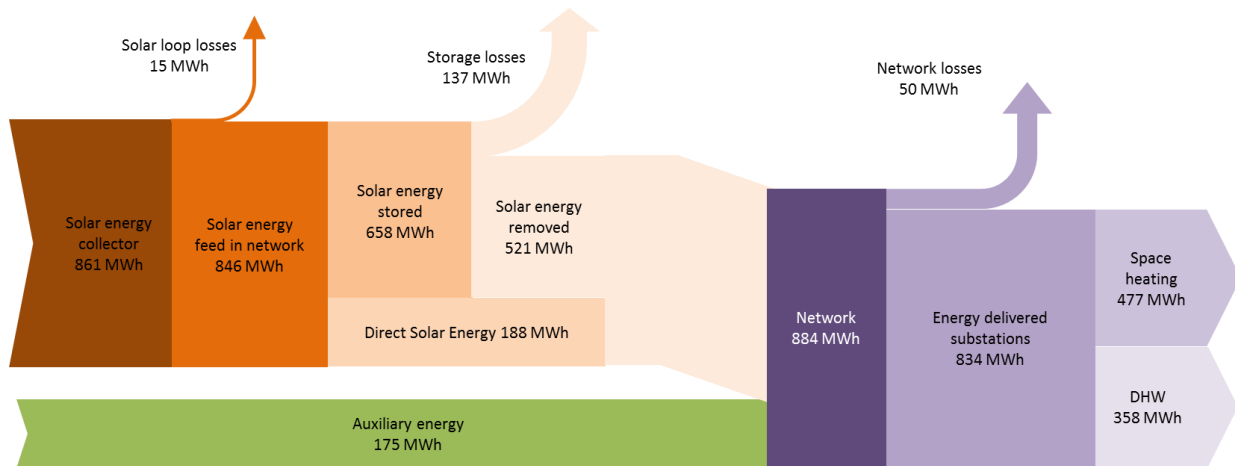 Solar loop losses
15 MWh
Storage losses
137 MWh
Network losses
50 MWh
Solar energy
collector
861 MWh
Solar energy
feed in network
846 MWh
Solar energy
stored
658 MWh
Solar energy
removed
521 MWh
Direct Solar Energy 188 MWh
Auxiliary energy
175 MWh
Network
884 MWh
Energy delivered
substations
834 MWh
Space
heating
477 MWh
DHW
358 MWh